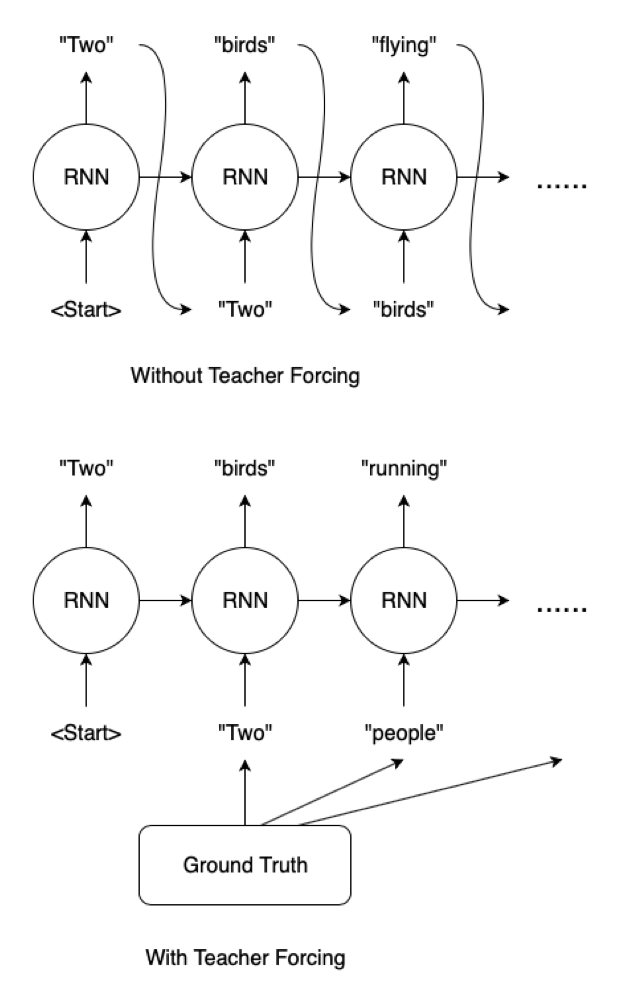 "Two" "birds" "flying"
RNN RNN RNN ......
<Start> "Two" "birds"
Without Teacher Forcing
"Two" "birds" "running"
RNN RNN RNN ......
<Start> "Two" "people"
Ground Truth
With Teacher Forcing